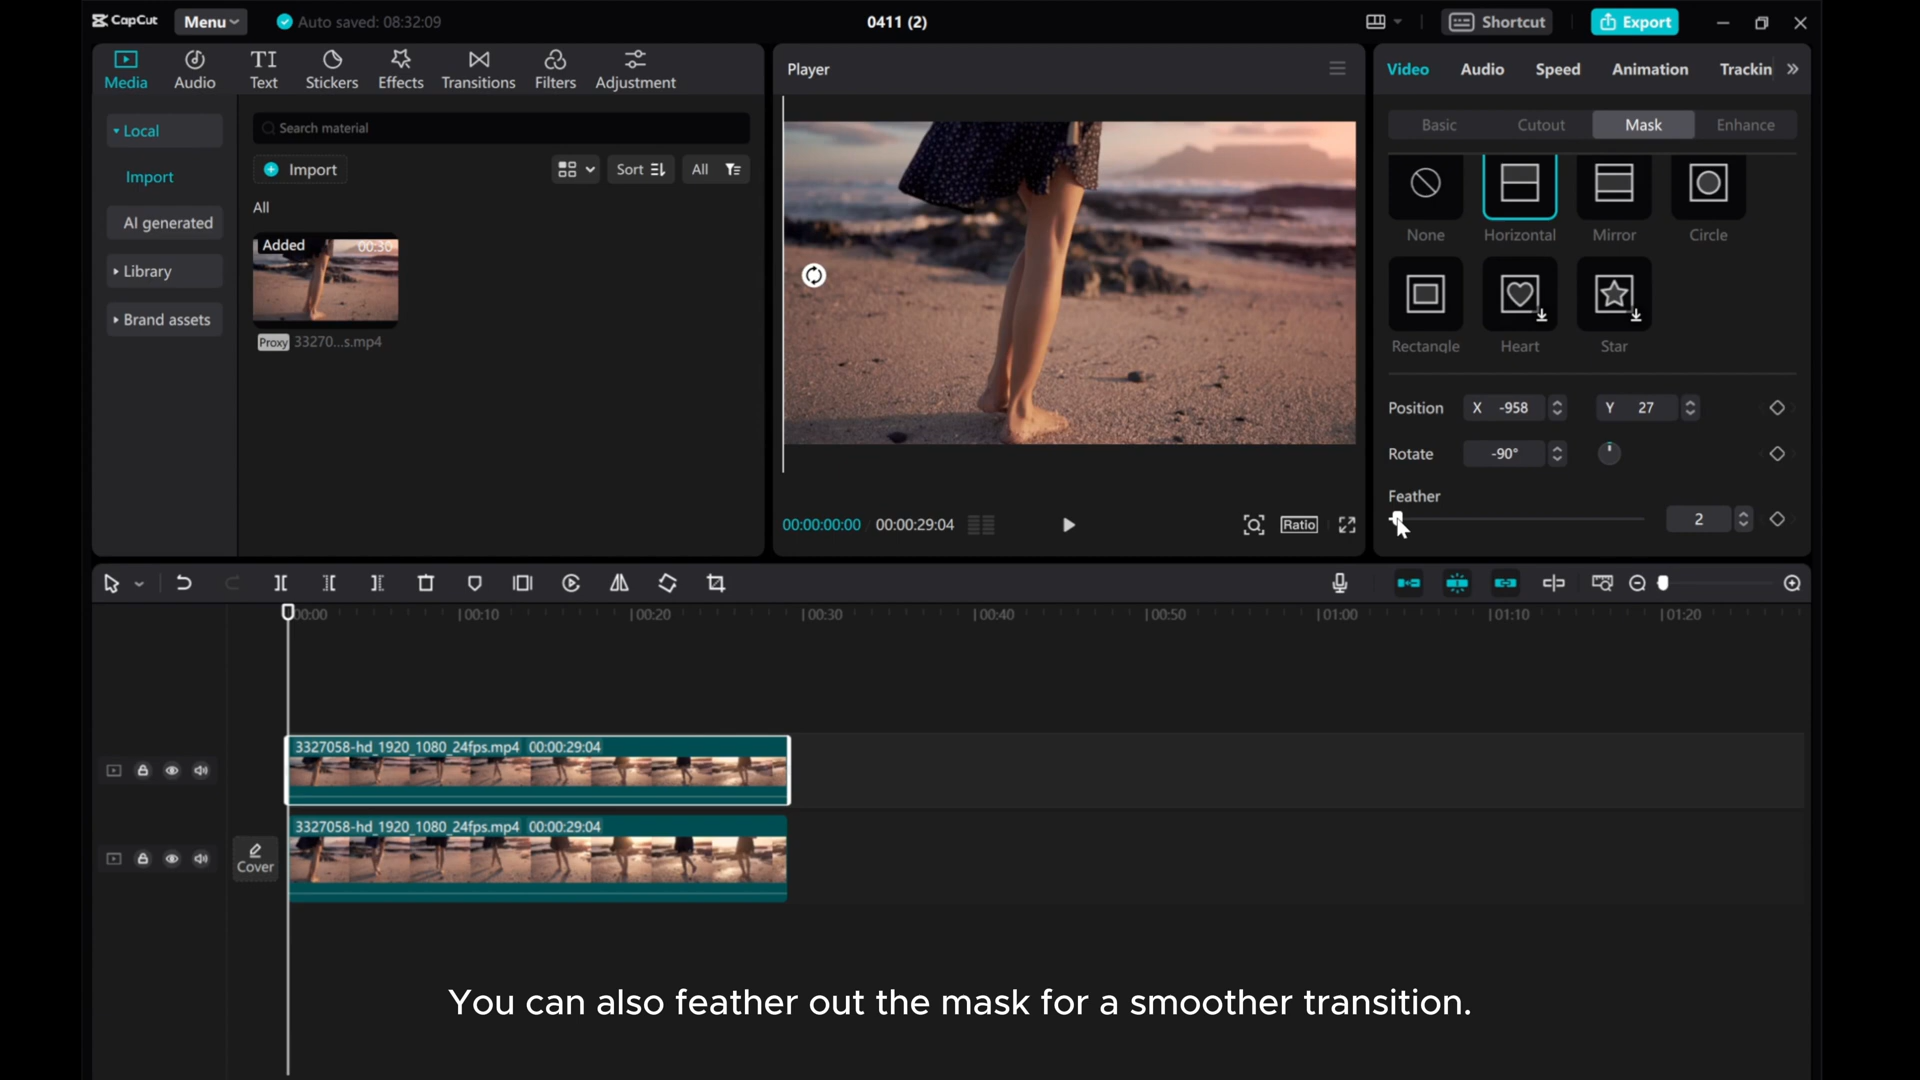 CapCut
Menu
Auto saved: 08:32:09
0411 (2)
Shortcut
Export
Media
Audio
Text
Stickers
Effects
Transitions
Filters
Adjustment
Local
Import
AI generated
Library
Brand assets
Search material
Import
Sort
All
All
Added
00:30
Proxy
33270...s.mp4
Player
00:00:00:00
00:00:29:04
Ratio
Video
Audio
Speed
Animation
Trackin
Basic
Cutout
Mask
Enhance
None
Horizontal
Mirror
Circle
Rectangle
Heart
Star
Position X -958 Y 27
Rotate -90°
Feather
2
00:00
00:10
00:20
00:30
00:40
00:50
01:00
01:10
01:20
3327058-hd_1920_1080_24fps.mp4 00:00:29:04
3327058-hd_1920_1080_24fps.mp4 00:00:29:04
Cover
You can also feather out the mask for a smoother transition.